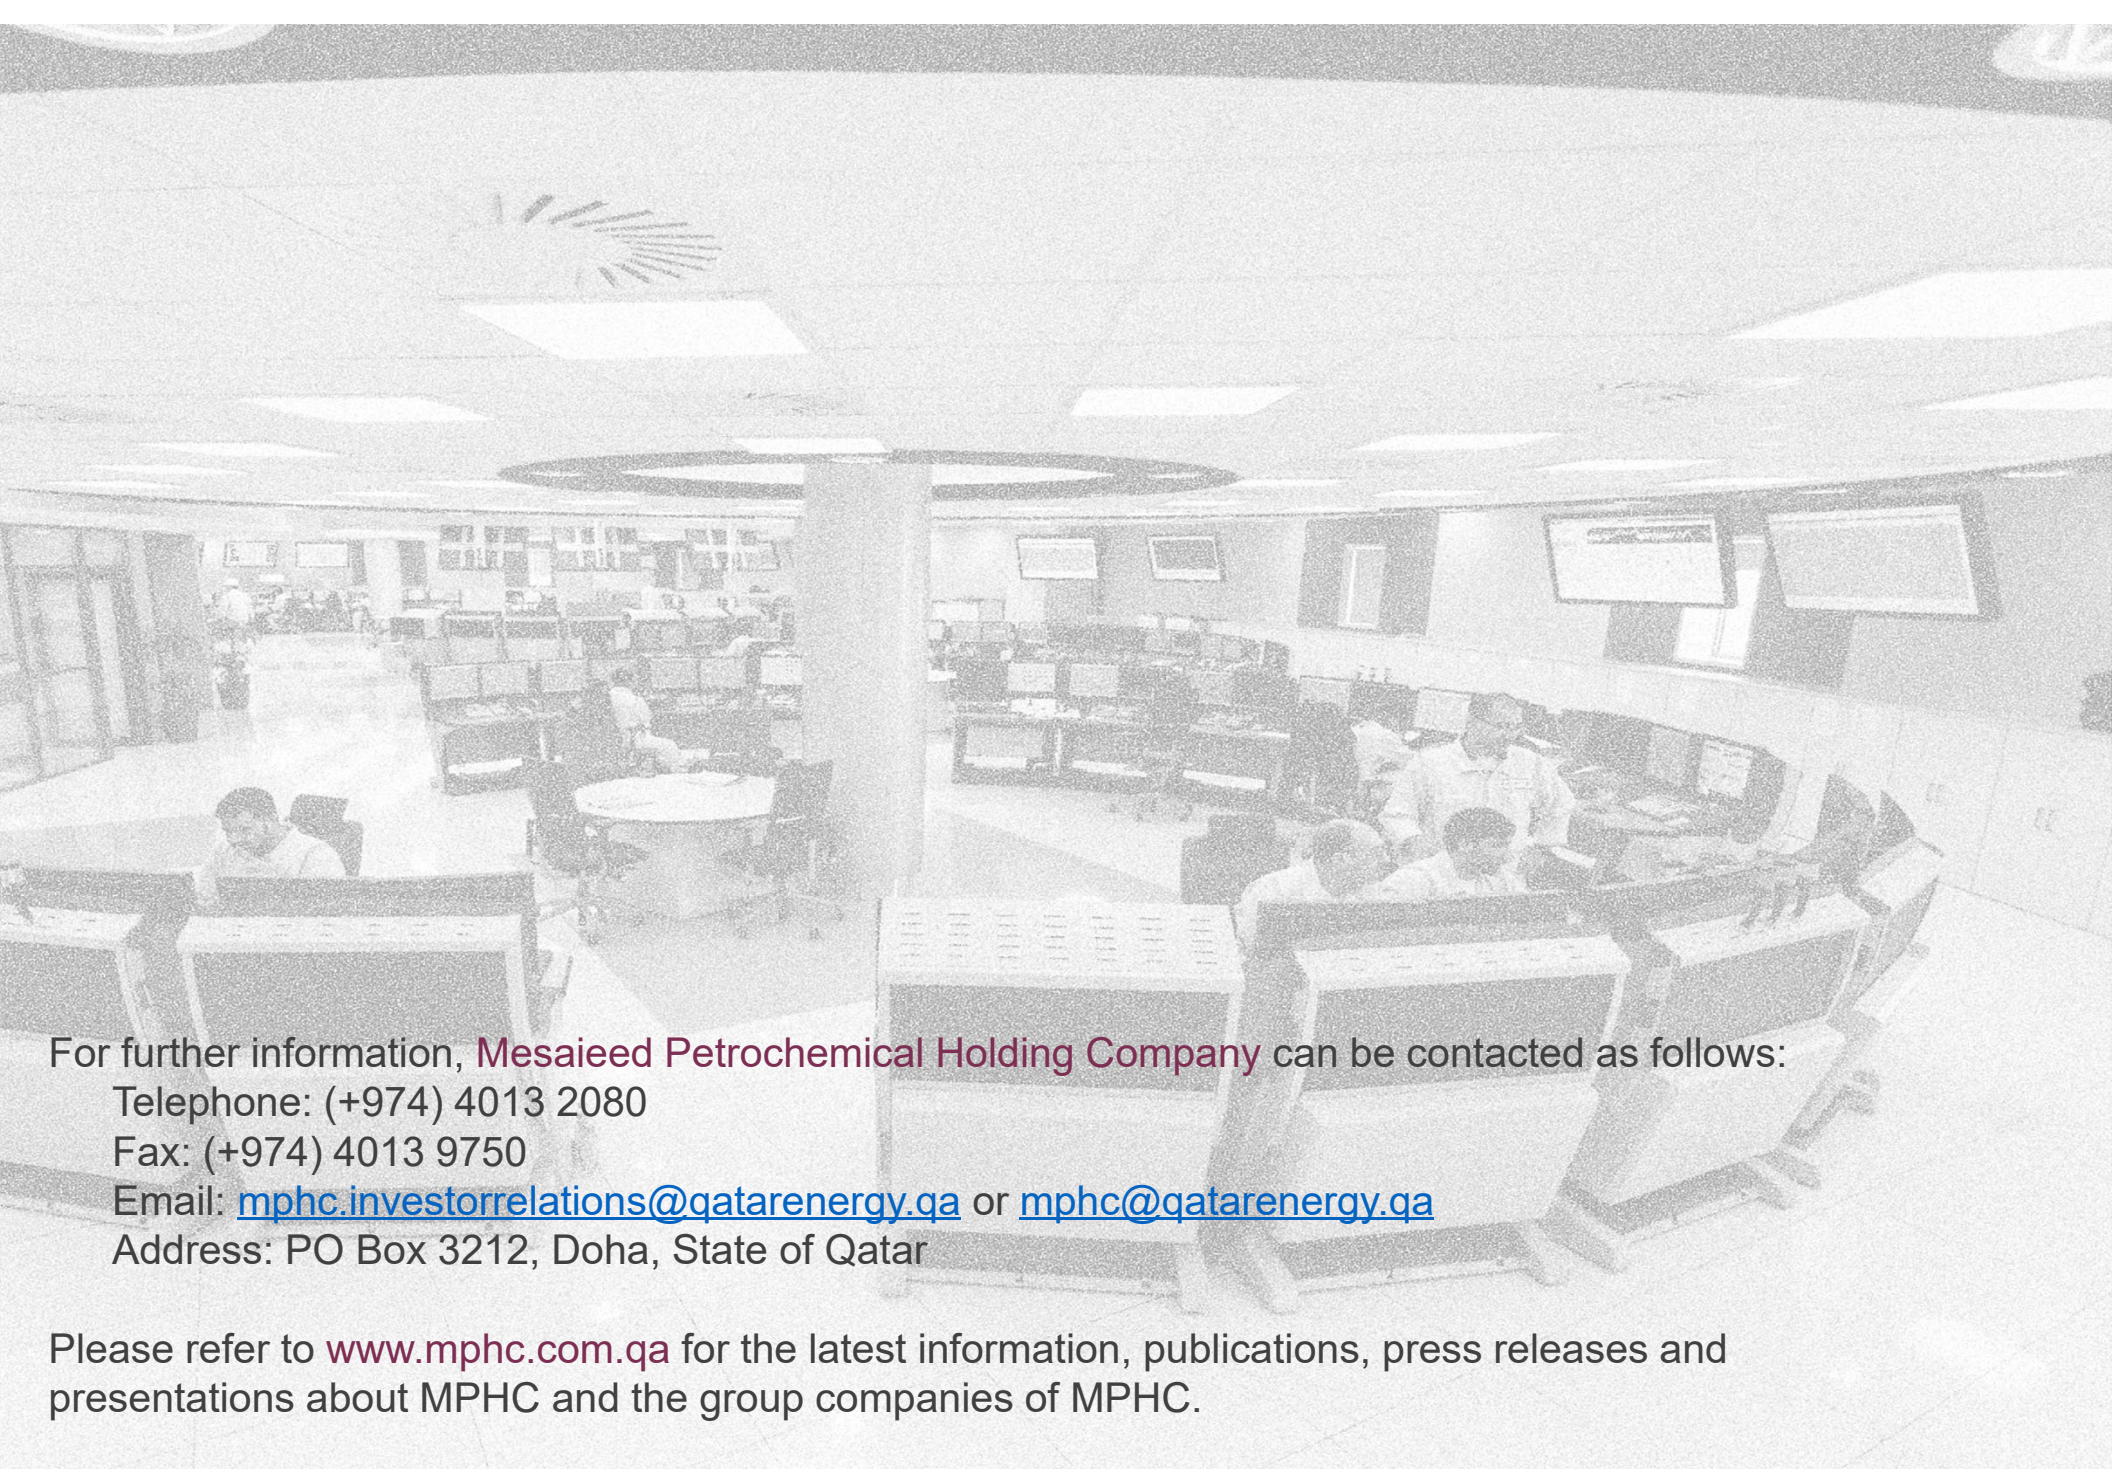 For further information, Mesaieed Petrochemical Holding Company can be contacted as follows:
Telephone: (+974) 4013 2080
Fax: (+974) 4013 9750
Email: mphc.investorrelations@qatarenergy.qa or mphc@qatarenergy.qa
Address: PO Box 3212, Doha, State of Qatar
Please refer to www.mphc.com.qa for the latest information, publications, press releases and
presentations about MPHC and the group companies of MPHC.